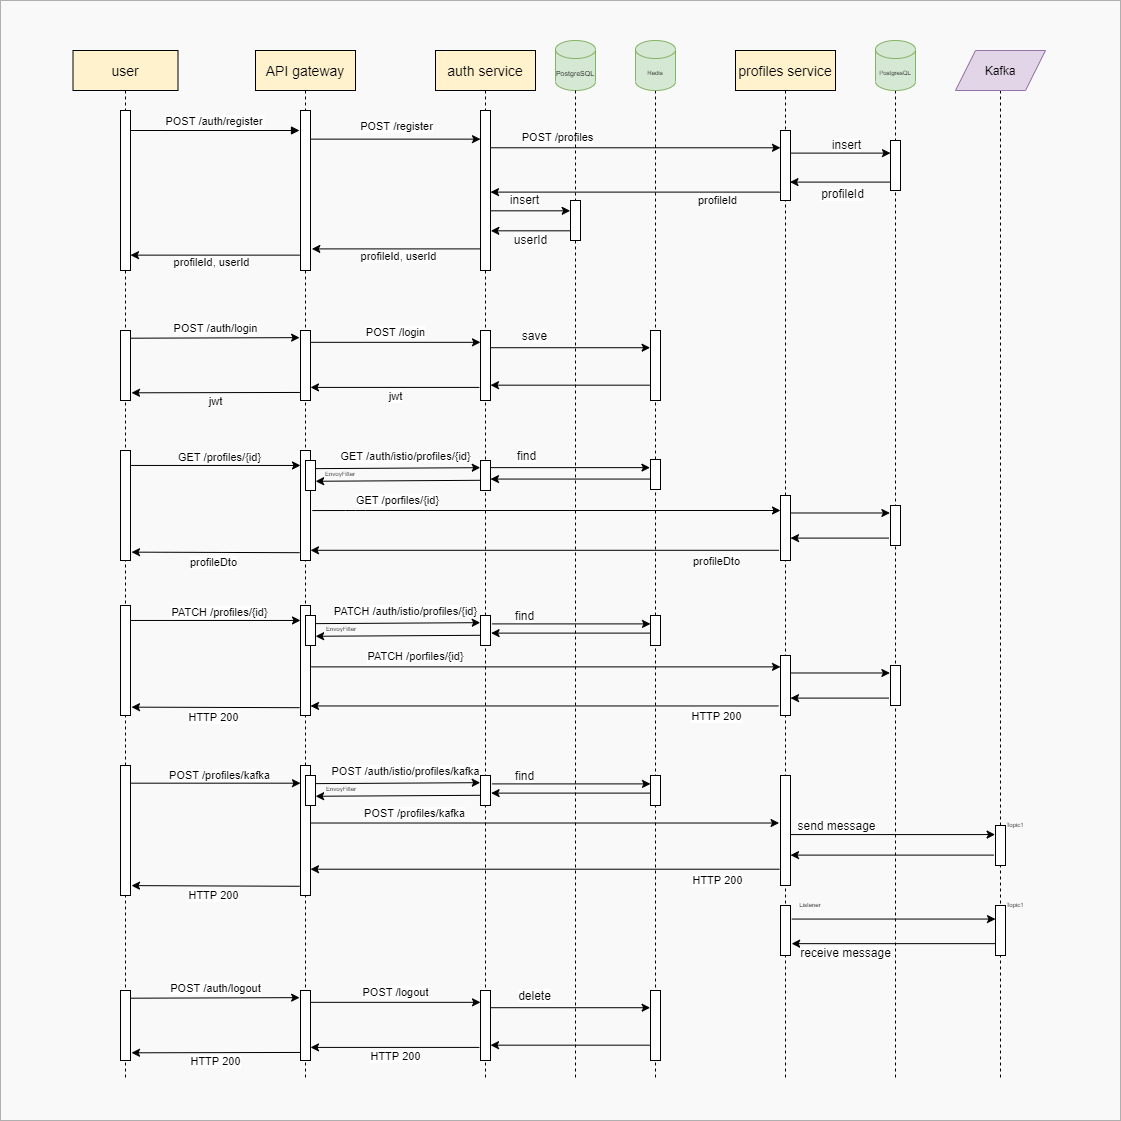 user
API gateway
auth service
PostgreSQL
Redis
profiles service
PostgresQL
Kafka
POST /auth/register
POST /register
POST /profiles
insert
profileId
profileId
insert
userId
profileId, userId
profileId, userId
POST /auth/login
POST /login
save
jwt
jwt
GET /profiles/{id}
GET /auth/istio/profiles/{id}
find
EnvoyFilter
GET /porfiles/{id}
profileDto
profileDto
PATCH /profiles/{id}
PATCH /auth/istio/profiles/{id}
find
EnvoyFilter
PATCH /porfiles/{id}
HTTP 200
HTTP 200
POST /profiles/kafka
POST /auth/istio/profiles/kafka
find
EnvoyFilter
POST /profiles/kafka
send message
Topic1
HTTP 200
HTTP 200
Listener
Topic1
receive message
POST /auth/logout
POST /logout
delete
HTTP 200
HTTP 200